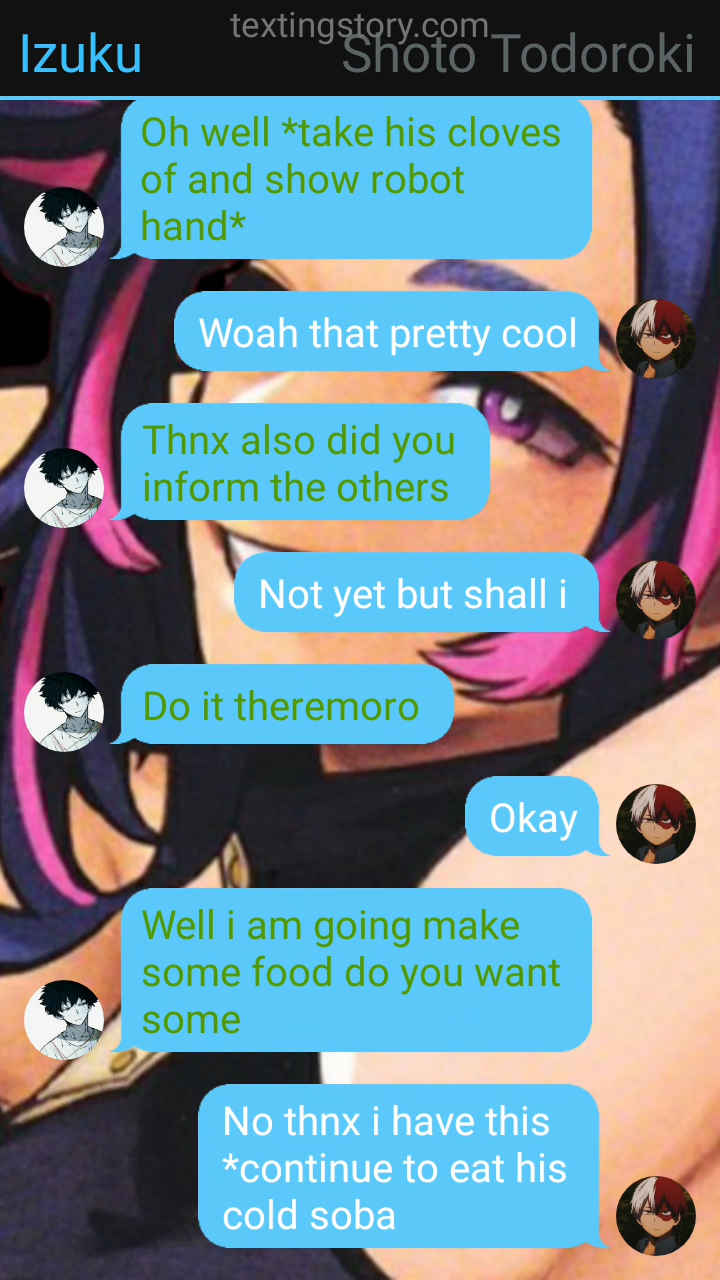 textingstory.com
Izuku
Shoto Todoroki
Oh well *take his cloves
of and show robot
hand*
Woah that pretty cool
Thnx also did you
inform the others
Not yet but shall i
Do it theremoro
Okay
Well i am going make
some food do you want
some
No thnx i have this
*continue to eat his
cold soba